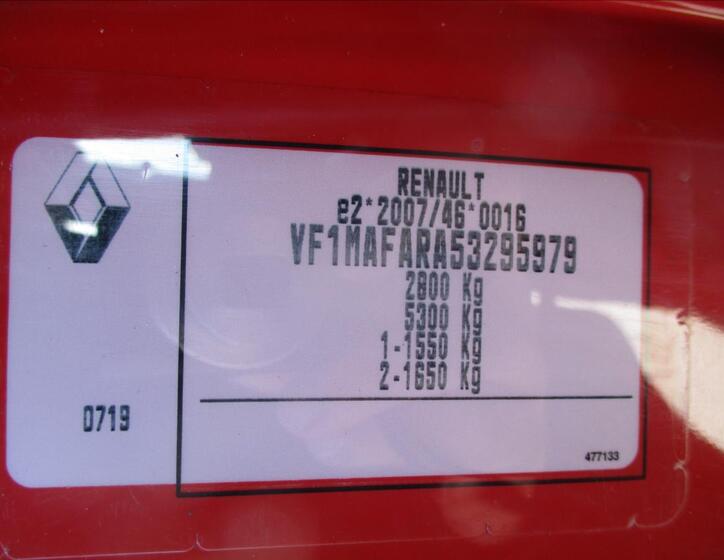 RENAULT
e2*2007/46*0016
VF1MAFARA53295979
2800 Kg
5300 Kg
1-1550 Kg
2-1650 Kg
0719
477133